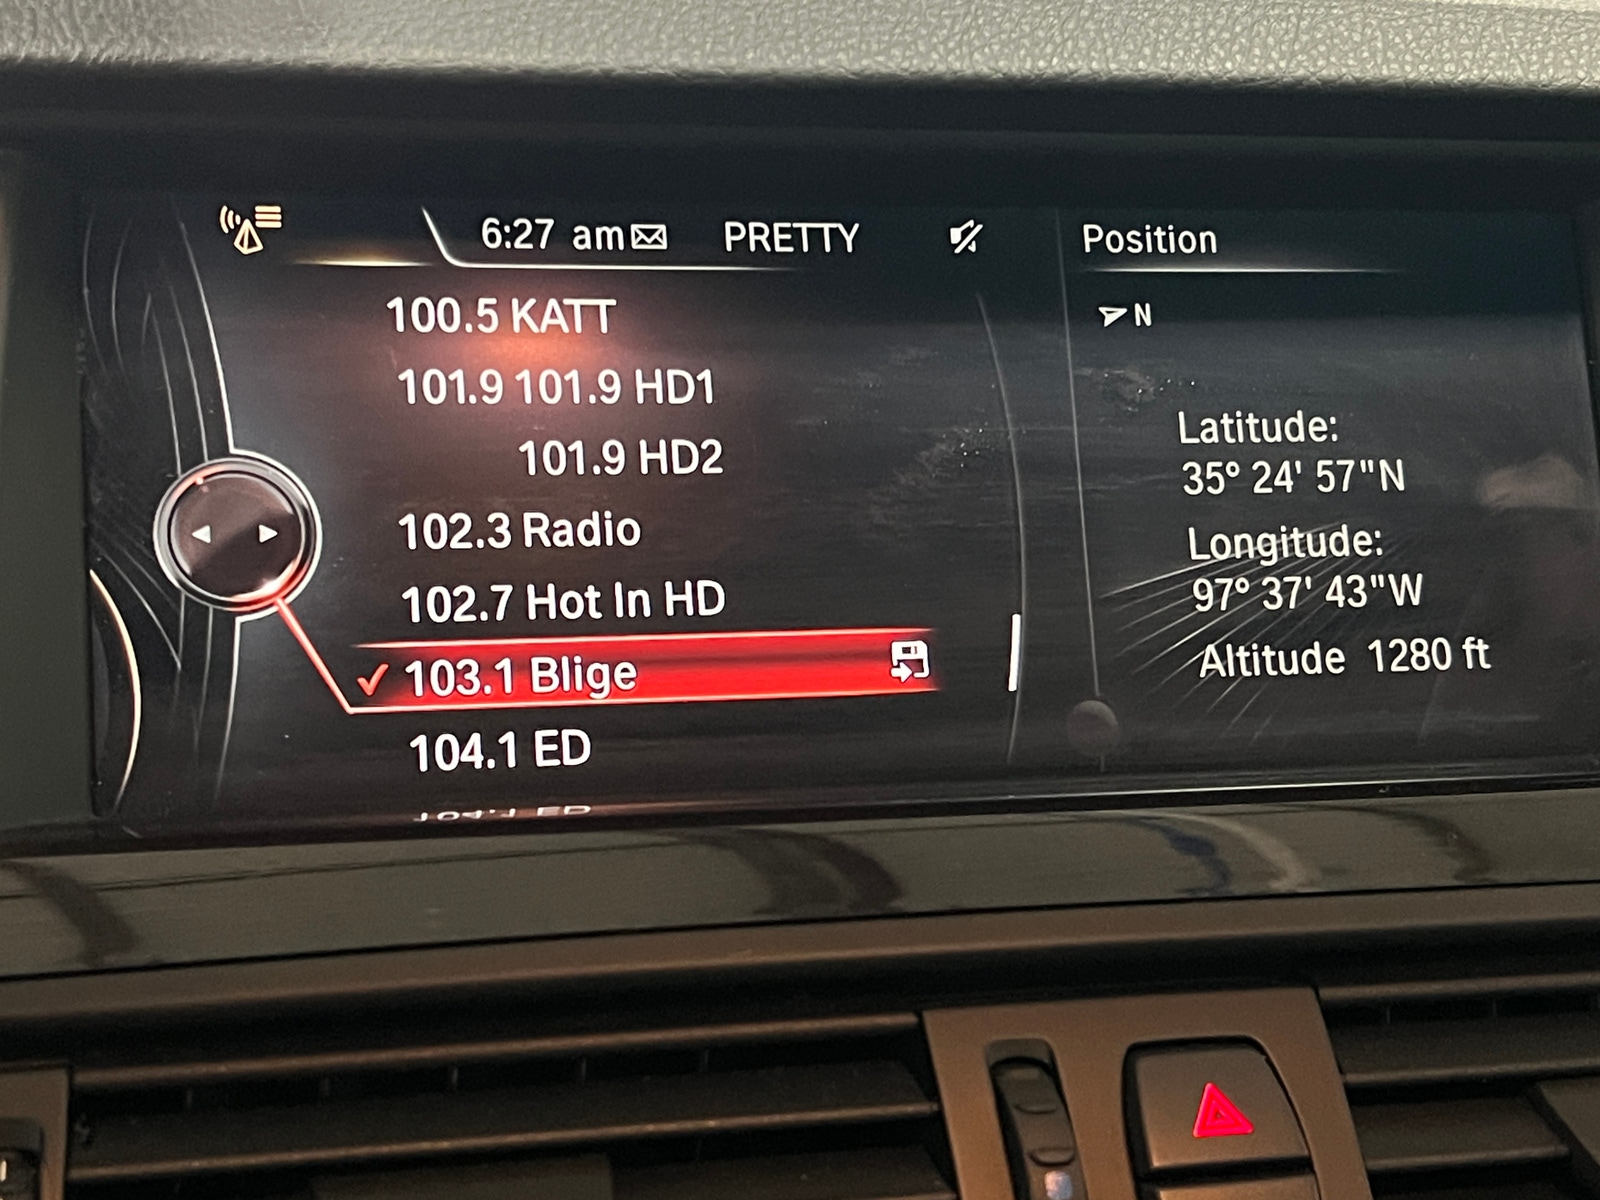 6:27 am PRETTY
100.5 KATT
101.9 101.9 HD1
101.9 HD2
102.3 Radio
102.7 Hot In HD
103.1 Blige
104.1 ED
Position
N
Latitude:
35° 24' 57"N
Longitude:
97° 37' 43"W
Altitude 1280 ft